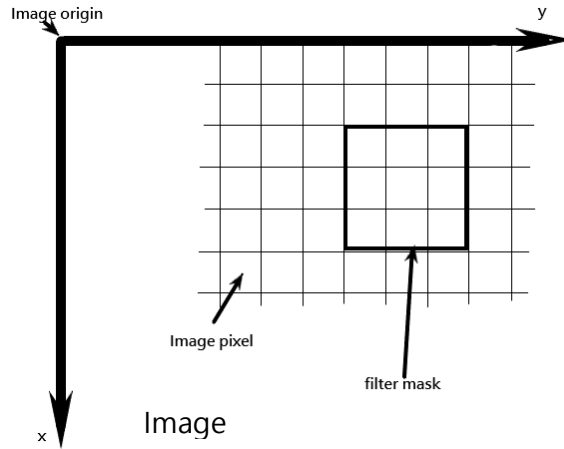 Image origin
y
Image pixel
filter mask
Image
x